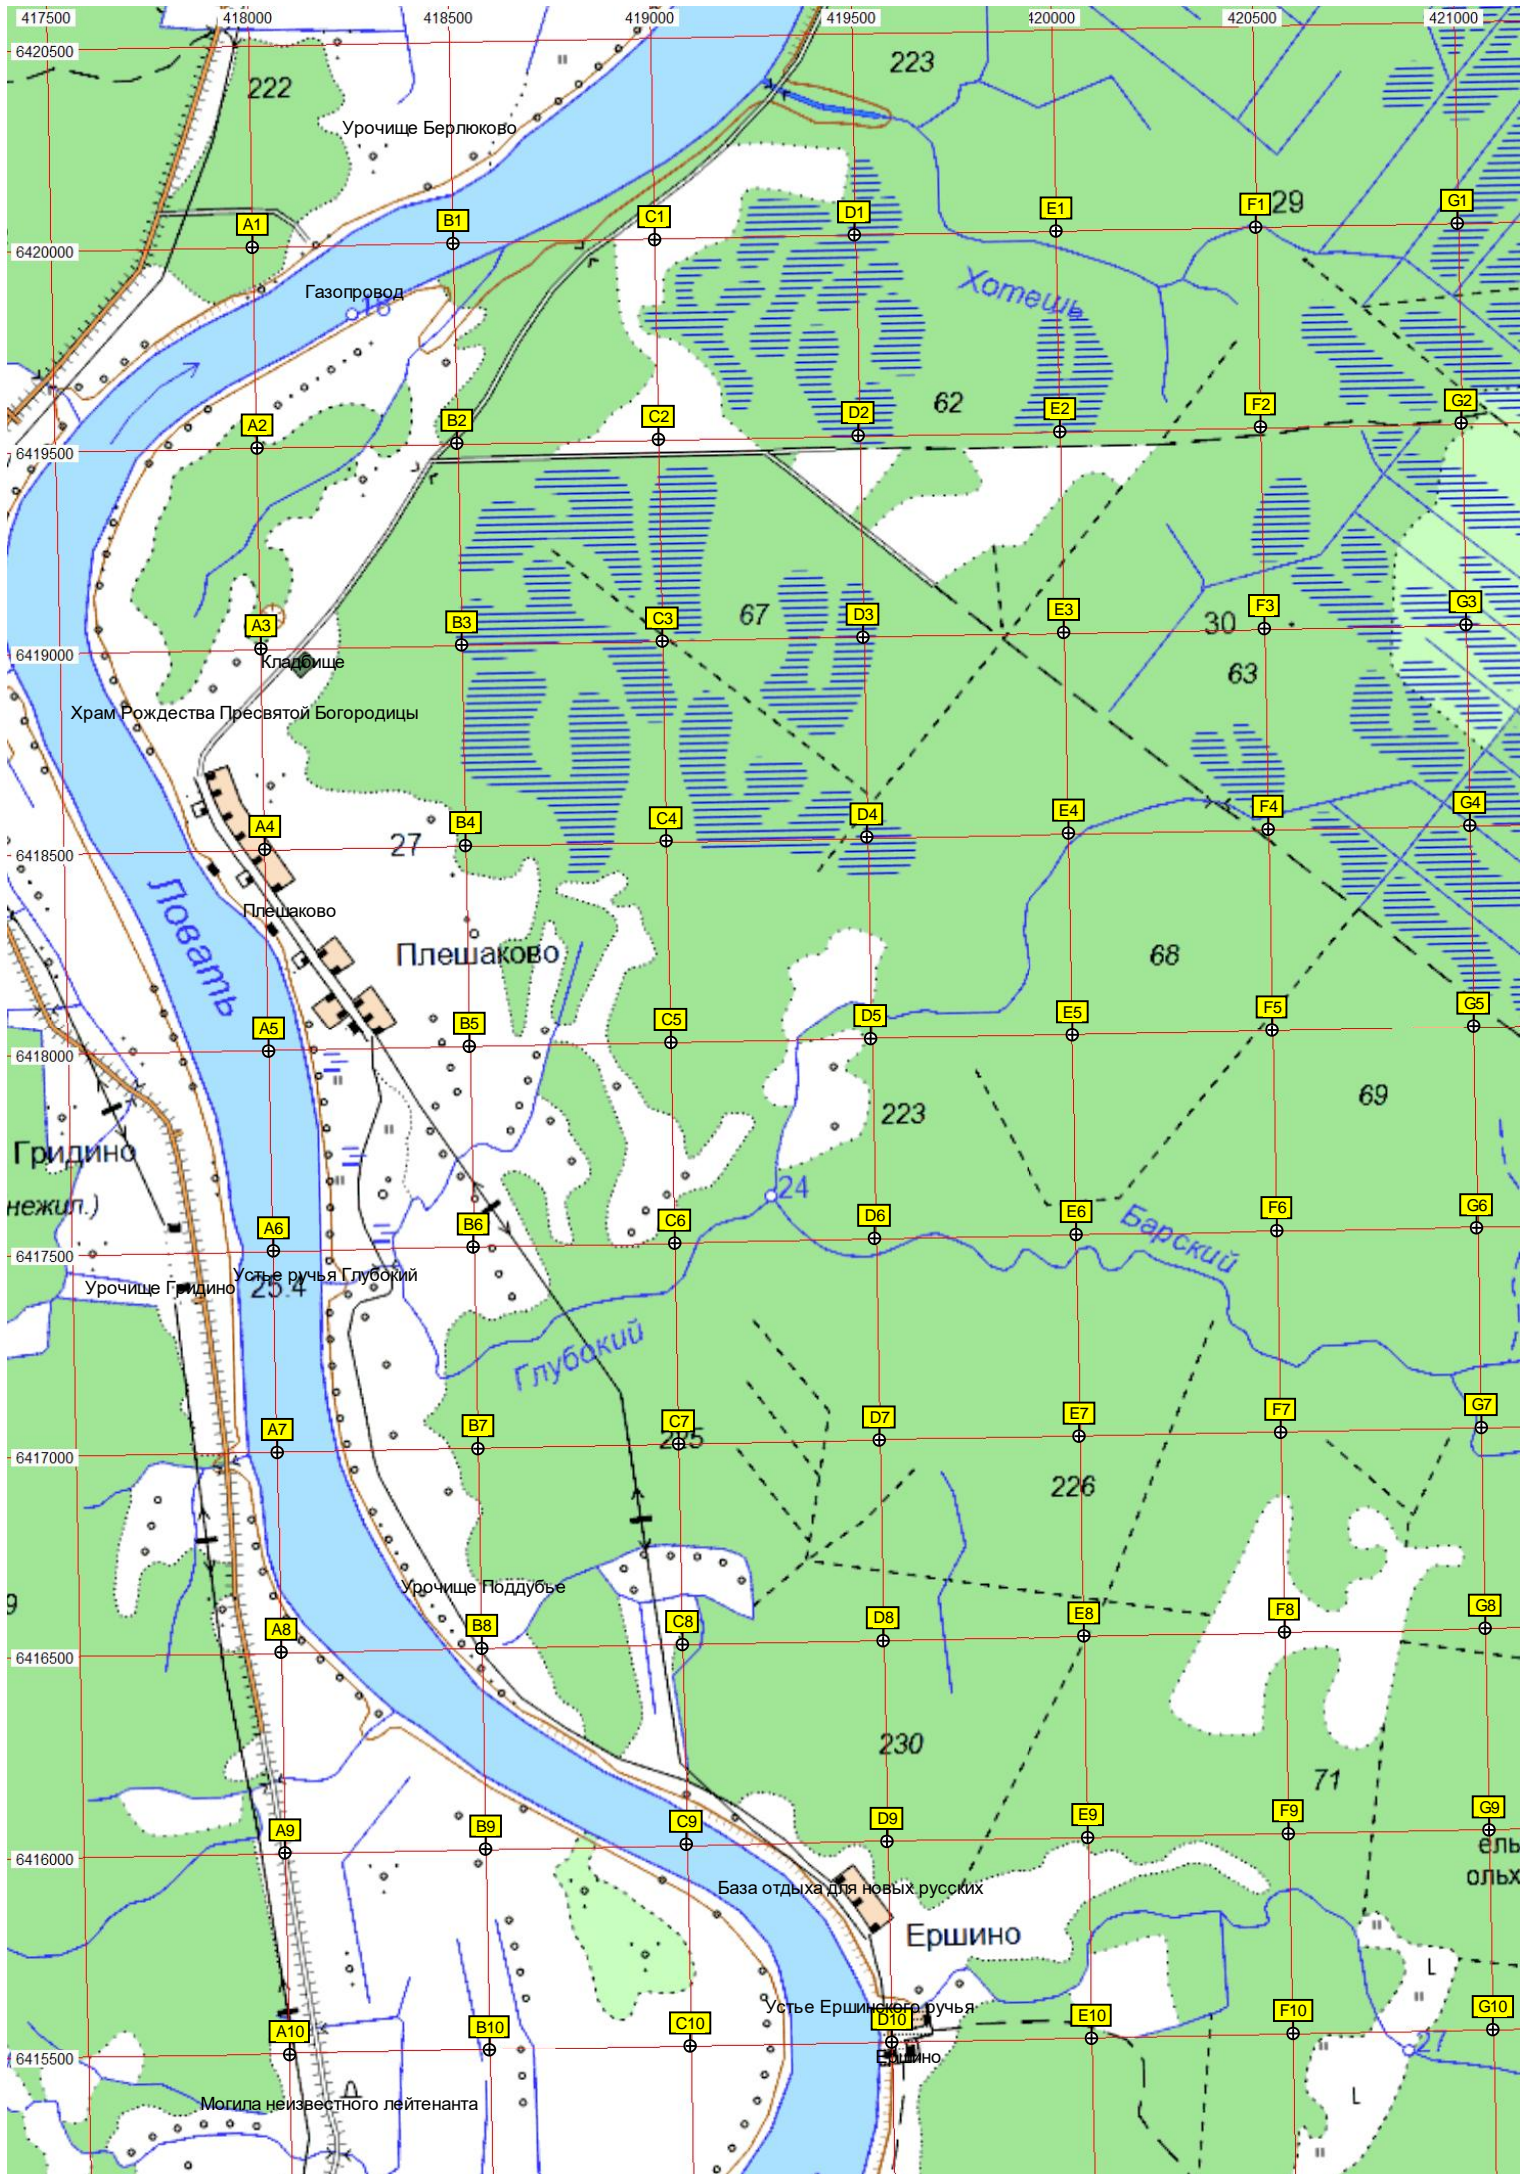 417500 418000 418500 419000 419500 420000 420500 421000
6420500
222
223
Урочище Берлюково
A1 B1 C1 D1 E1 F1 29 G1
6420000
Хотешь
Газопровод
18
62
A2 B2 C2 D2 E2 F2 G2
6419500
67
A3 B3 C3 D3 E3 30 F3 G3
6419000
Кладбище
63
Храм Рождества Пресвятой Богородицы
A4 27 B4 C4 D4 E4 F4 G4
6418500
Ловать
Плешаково
Плешаково
68
A5 B5 C5 D5 E5 F5 G5
6418000
69
223
Гридино
24
нежил.)
Барский
A6 B6 C6 D6 E6 F6 G6
6417500
Устье ручья Глубокий
Урочище Гридино
25.4
Глубокий
A7 B7 C7 D7 E7 F7 G7
6417000
226
Урочище Поддубье
9
A8 B8 C8 D8 E8 F8 G8
6416500
230
71
A9 B9 C9 D9 E9 F9 G9
6416000
ель
ольх
База отдыха для новых русских
Ершино
L
Устье Ершинского ручья
A10 B10 C10 D10 E10 F10 G10
6415500
Ершино
27
L
Могила неизвестного лейтенанта